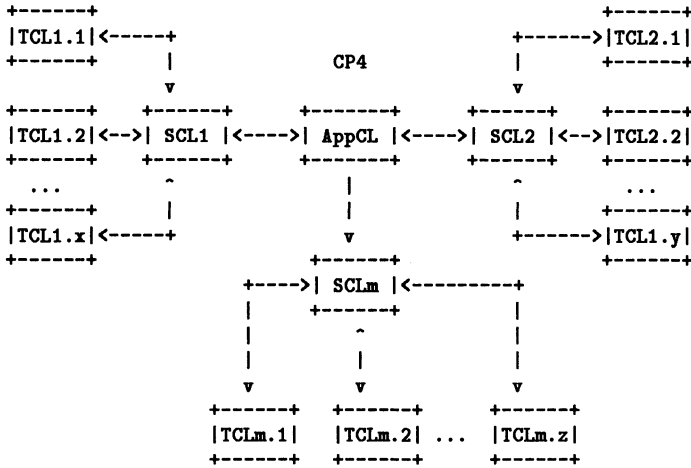 TCL1.1 TCL2.1
CP4
TCL1.2 SCL1 AppCL SCL2 TCL2.2
... ...
TCL1.x TCL1.y
SCLm
TCLm.1 TCLm.2 ... TCLm.z